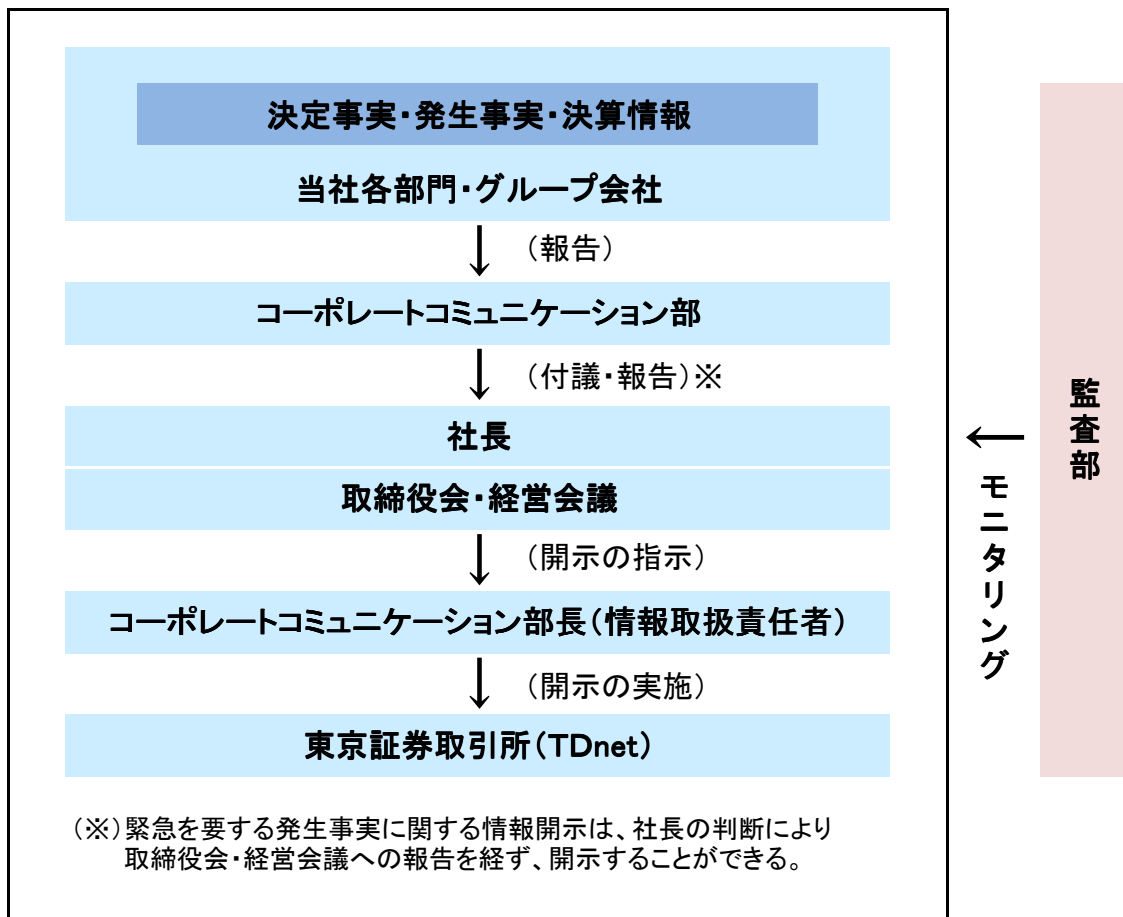 決定事実・発生事実・決算情報
当社各部門・グループ会社
（報告）
コーポレートコミュニケーション部
（付議・報告）※
社長
取締役会・経営会議
（開示の指示）
コーポレートコミュニケーション部長（情報取扱責任者）
（開示の実施）
東京証券取引所（TDnet）
（※）緊急を要する発生事実に関する情報開示は、社長の判断により
取締役会・経営会議への報告を経ず、開示することができる。
モニタリング
監査部